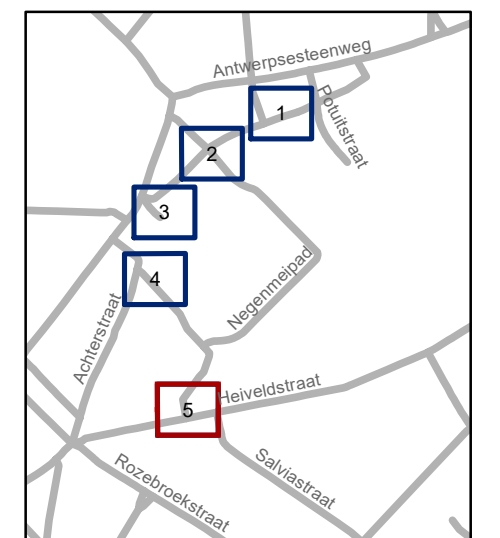 Antwerpsesteenweg
1
Potuitstraat
2
3
4
Negenmeipad
Achterstraat
Heiveldstraat
5
Salviastraat
Rozebroekstraat